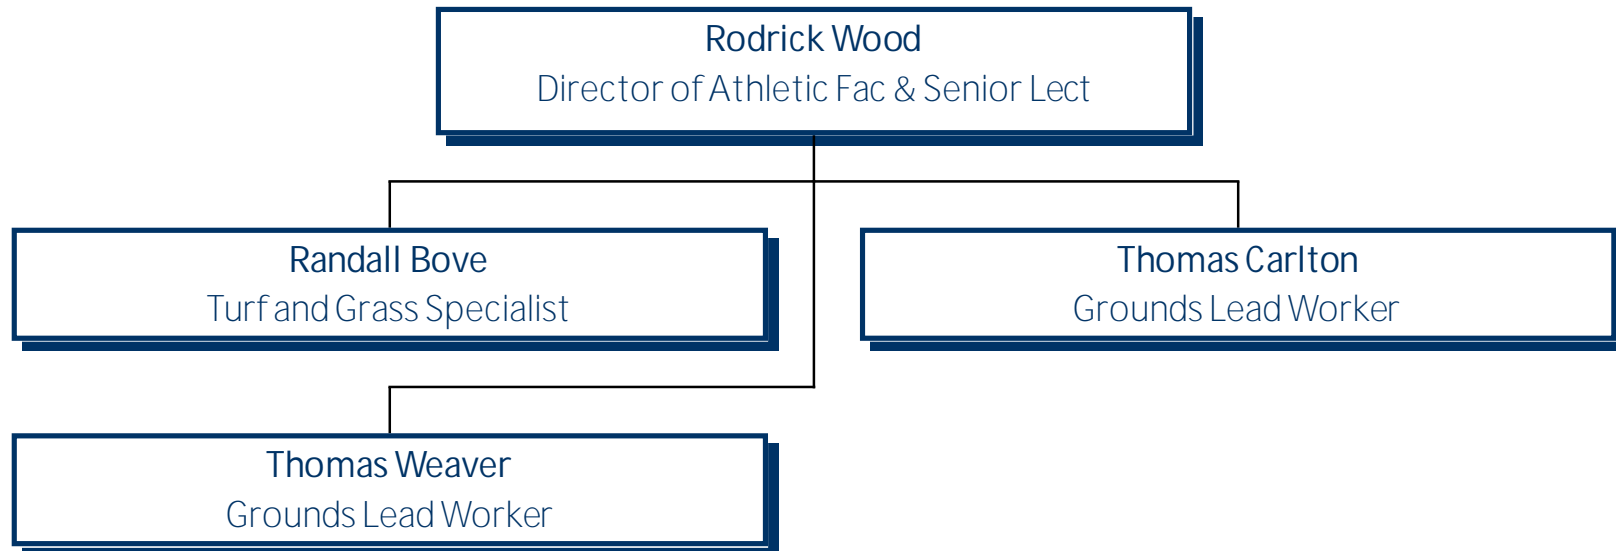 Rodrick Wood
Director of Athletic Fac & Senior Lect
Randall Bove
Turf and Grass Specialist
Thomas Carlton
Grounds Lead Worker
Thomas Weaver
Grounds Lead Worker